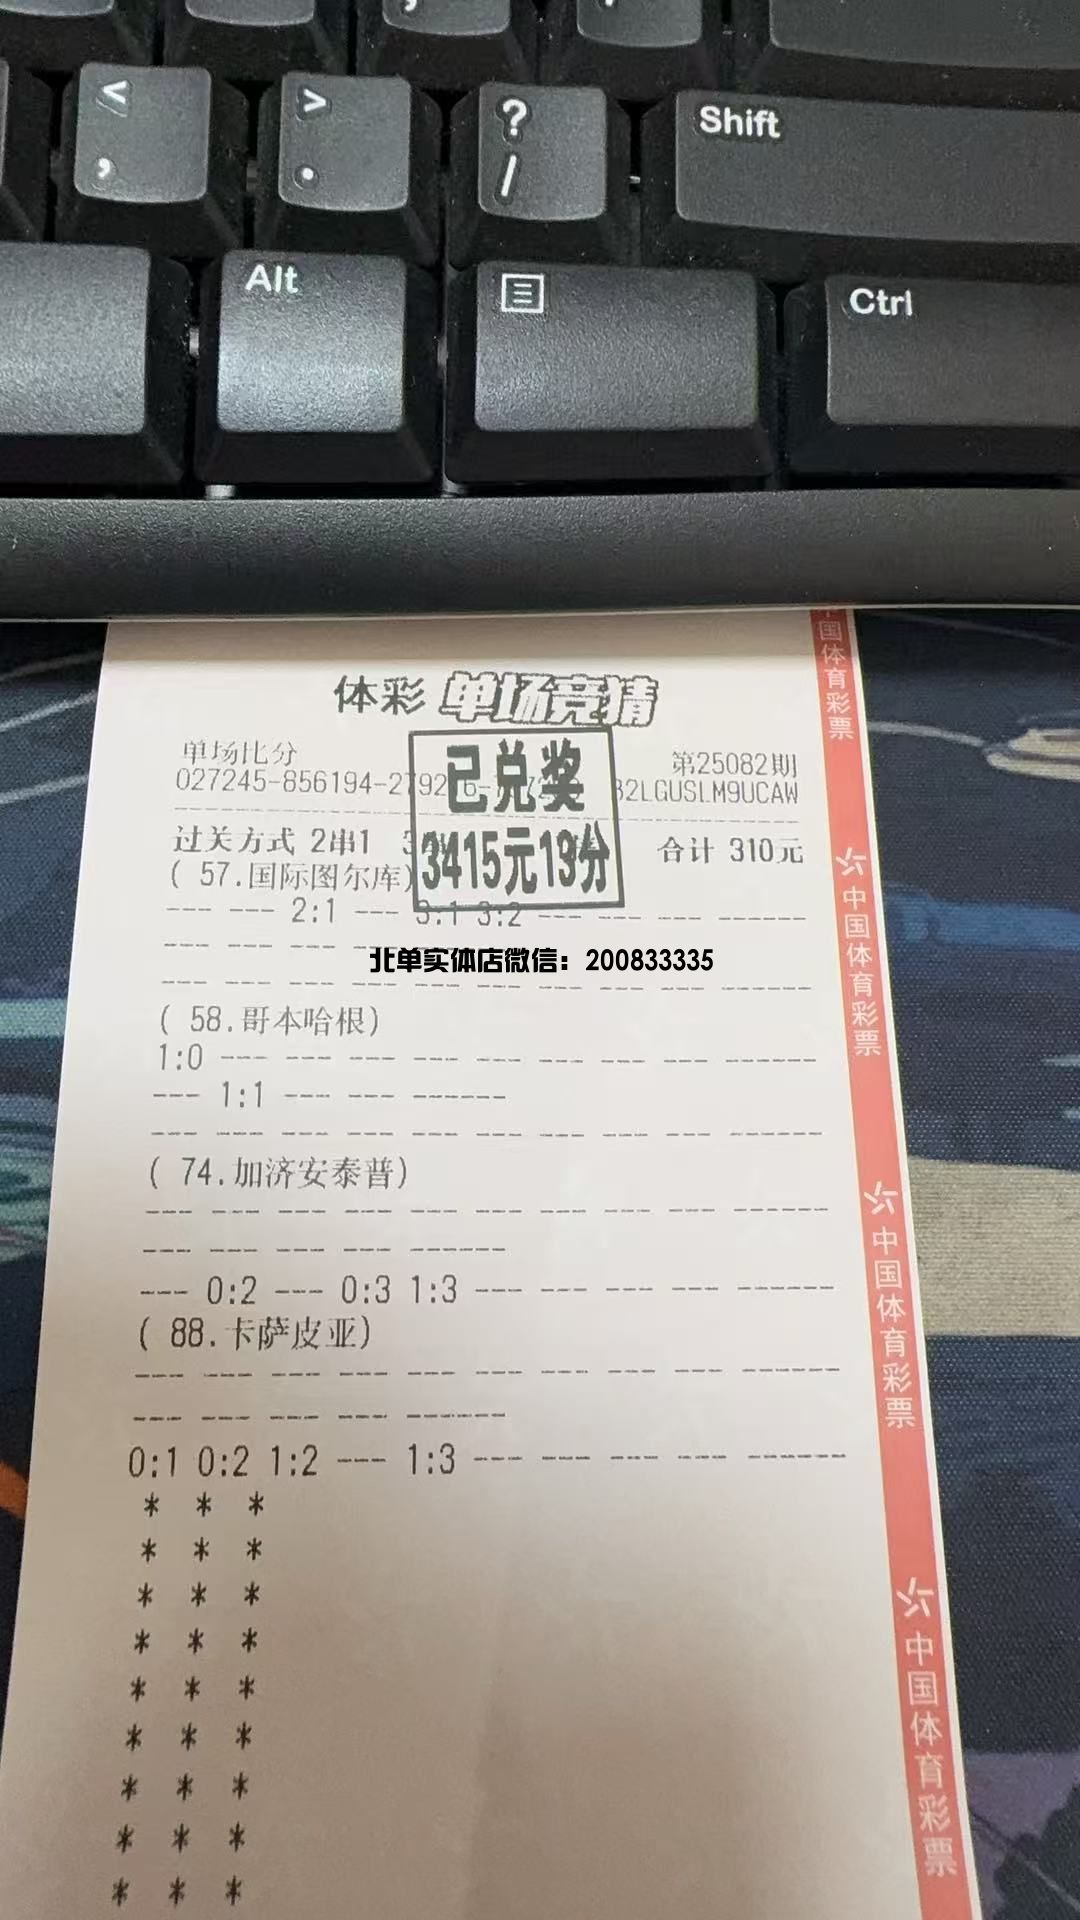 < ,
> .
? /
Shift
Alt
Ctrl
体彩 单场竞猜
单场比分
第25082期
027245-856194-2792 B2LGUSLM9UCAW
已兑奖
3415元19分
过关方式 2串1 3
合计 310元
( 57.国际图尔库)
--- --- 2:1 --- 3:1 3:2 --- --- --- ----
北单实体店微信：200833335
( 58.哥本哈根)
1:0 --- --- --- --- --- --- --- --- ----
--- 1:1 --- --- -----
( 74.加济安泰普)
--- 0:2 --- 0:3 1:3 --- --- --- --- ----
( 88.卡萨皮亚)
0:1 0:2 1:2 --- 1:3 --- --- --- --- ----
* * *
* * *
* * *
* * *
* * *
* * *
* * *
* * *
* * *
中国体育彩票
中国体育彩票
中国体育彩票
中国体育彩票